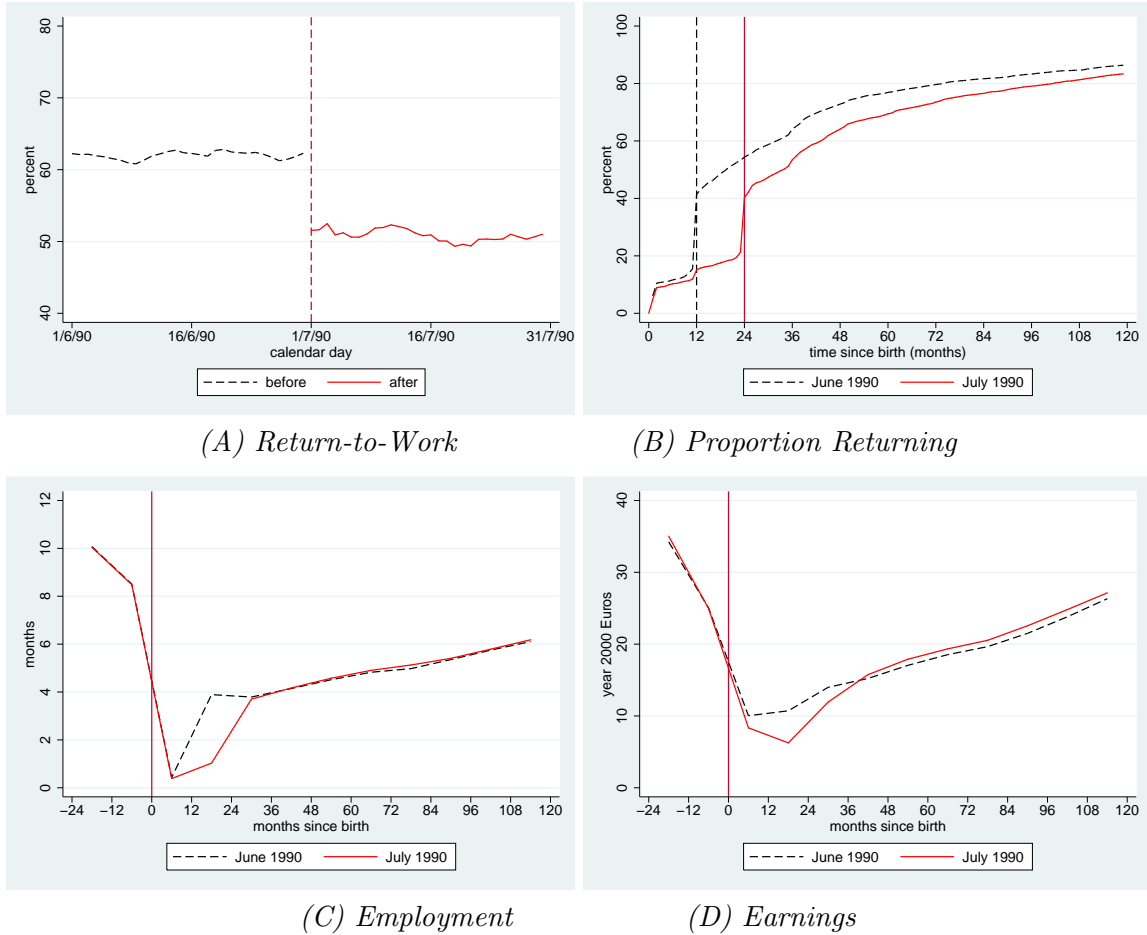 80
70
60
50
40
percent
1/6/90 16/6/90 1/7/90 16/7/90 31/7/90
calendar day
before after
(A) Return-to-Work
100
80
60
40
20
0
percent
0 12 24 36 48 60 72 84 96 108 120
time since birth (months)
June 1990 July 1990
(B) Proportion Returning
12
10
8
6
4
2
0
months
−24 −12 0 12 24 36 48 60 72 84 96 108 120
months since birth
June 1990 July 1990
(C) Employment
40
30
20
10
0
year 2000 Euros
−24 −12 0 12 24 36 48 60 72 84 96 108 120
months since birth
June 1990 July 1990
(D) Earnings